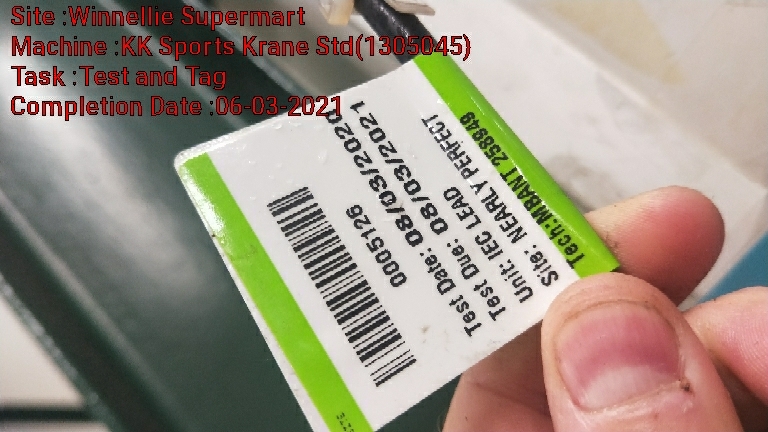 Site :Winnellie Supermart
Machine :KK Sports Krane Std(1305045)
Task :Test and Tag
Completion Date :06-03-2021
Tech:MBANT 258949
Site: NEARLY PERFECT
Unit: IEC LEAD
Test Due: 08/03/2021
Test Date: 08/03/2020
0005126